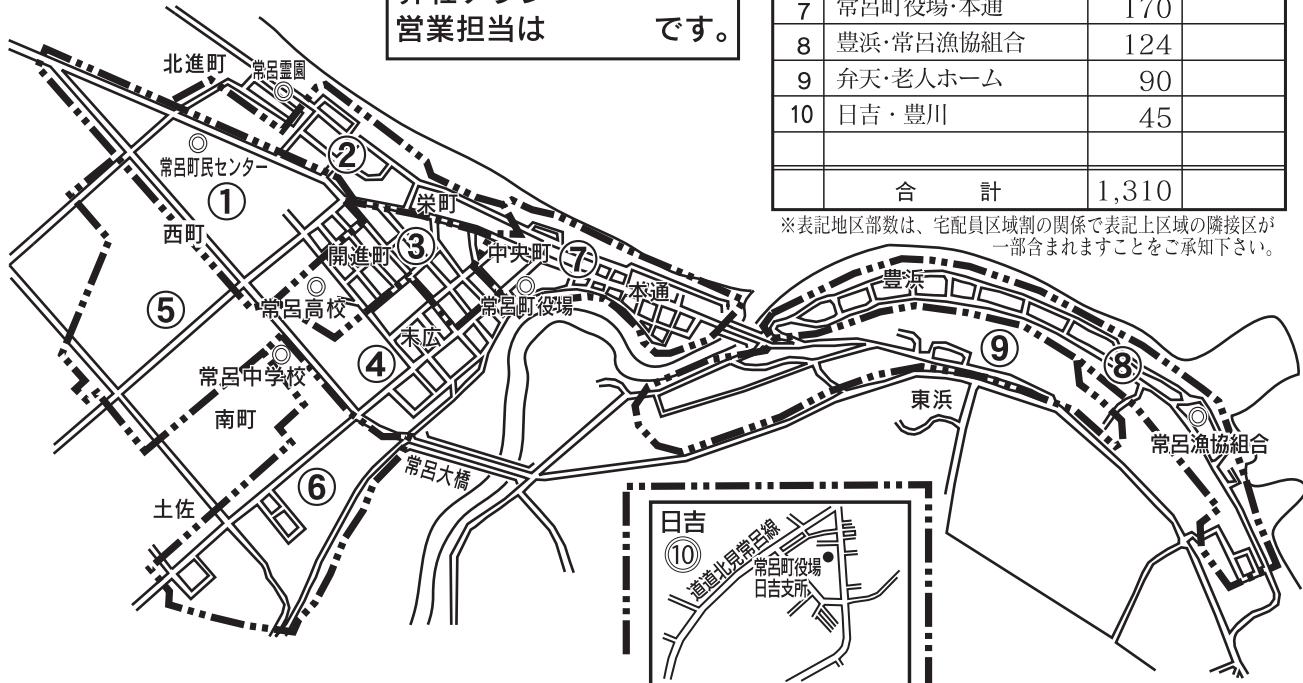 営業担当は　　　です。
7 常呂町役場・本通 170
8 豊浜・常呂漁協組合 124
9 弁天・老人ホーム 90
10 日吉・豊川 45
合計 1,310
※表記地区部数は、宅配員区域割の関係で表記上区域の隣接区が
一部含まれますことをご承知下さい。
北進町
常呂霊園
②
常呂町民センター
①
栄町
西町
開進町
③
中央町
⑦
豊浜
常呂高校
常呂町役場
本通
⑤
末広
④
⑨
⑧
常呂中学校
東浜
南町
常呂漁協組合
常呂大橋
⑥
土佐
日吉
⑩
道道北見常呂線
常呂町役場
日吉支所